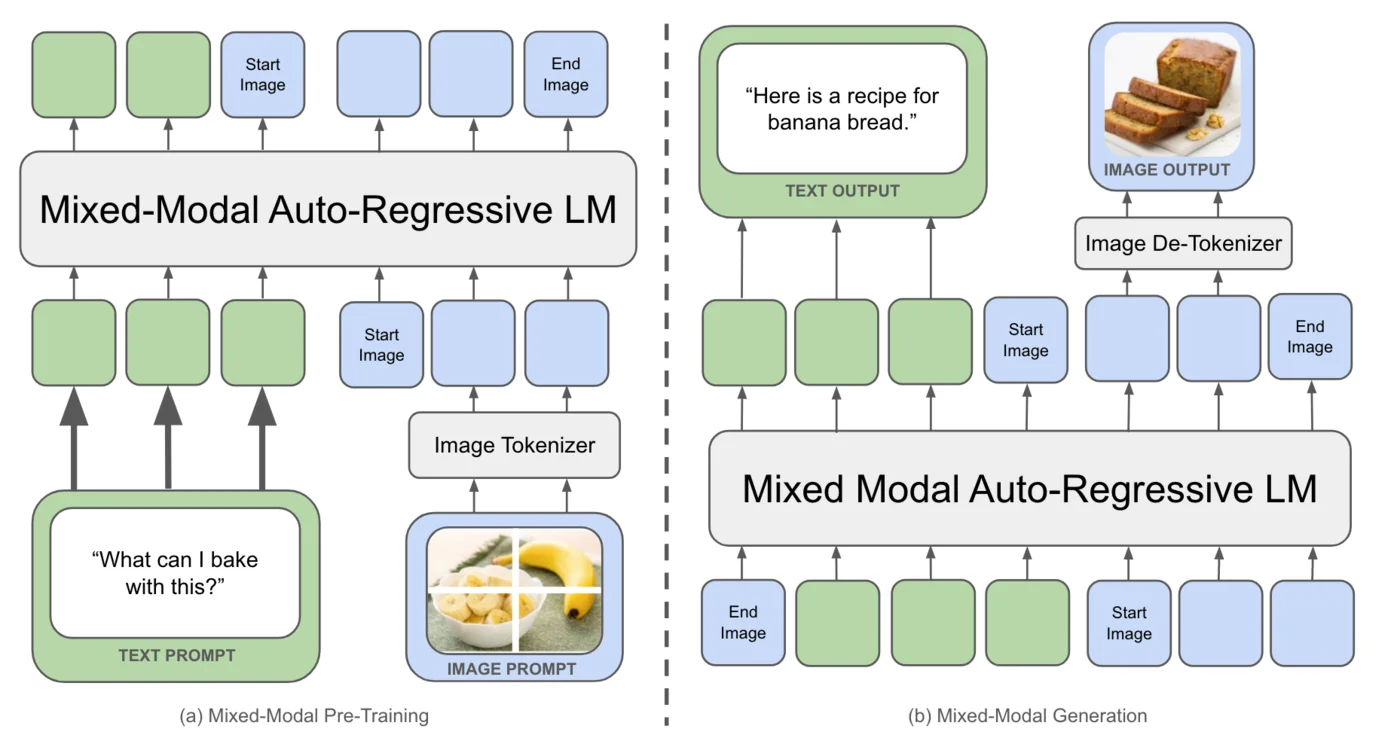 Start
Image
End
Image
Mixed-Modal Auto-Regressive LM
Start
Image
Image Tokenizer
“What can I bake
with this?”
TEXT PROMPT
IMAGE PROMPT
(a) Mixed-Modal Pre-Training
“Here is a recipe for
banana bread.”
TEXT OUTPUT
IMAGE OUTPUT
Image De-Tokenizer
Start
Image
End
Image
Mixed Modal Auto-Regressive LM
End
Image
Start
Image
(b) Mixed-Modal Generation